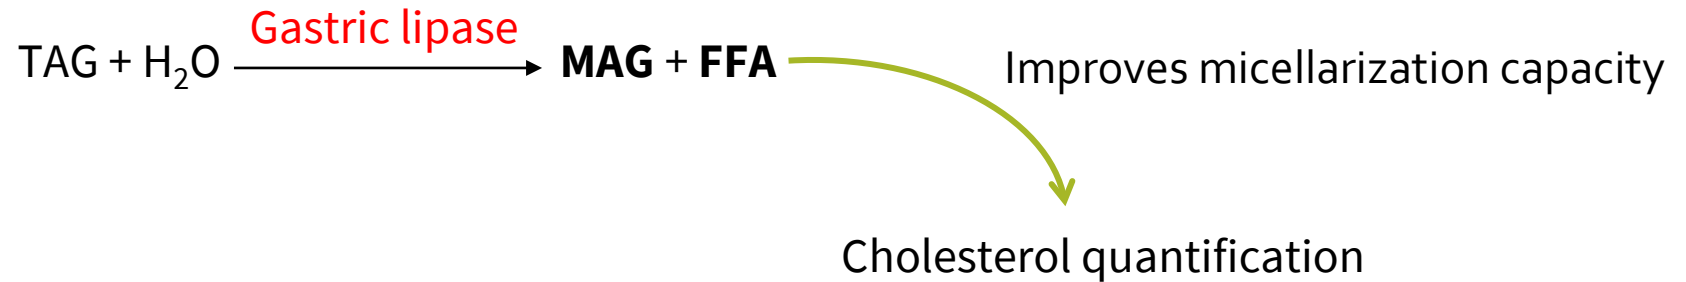 Gastric lipase
TAG + H₂O MAG + FFA Improves micellarization capacity
Cholesterol quantification